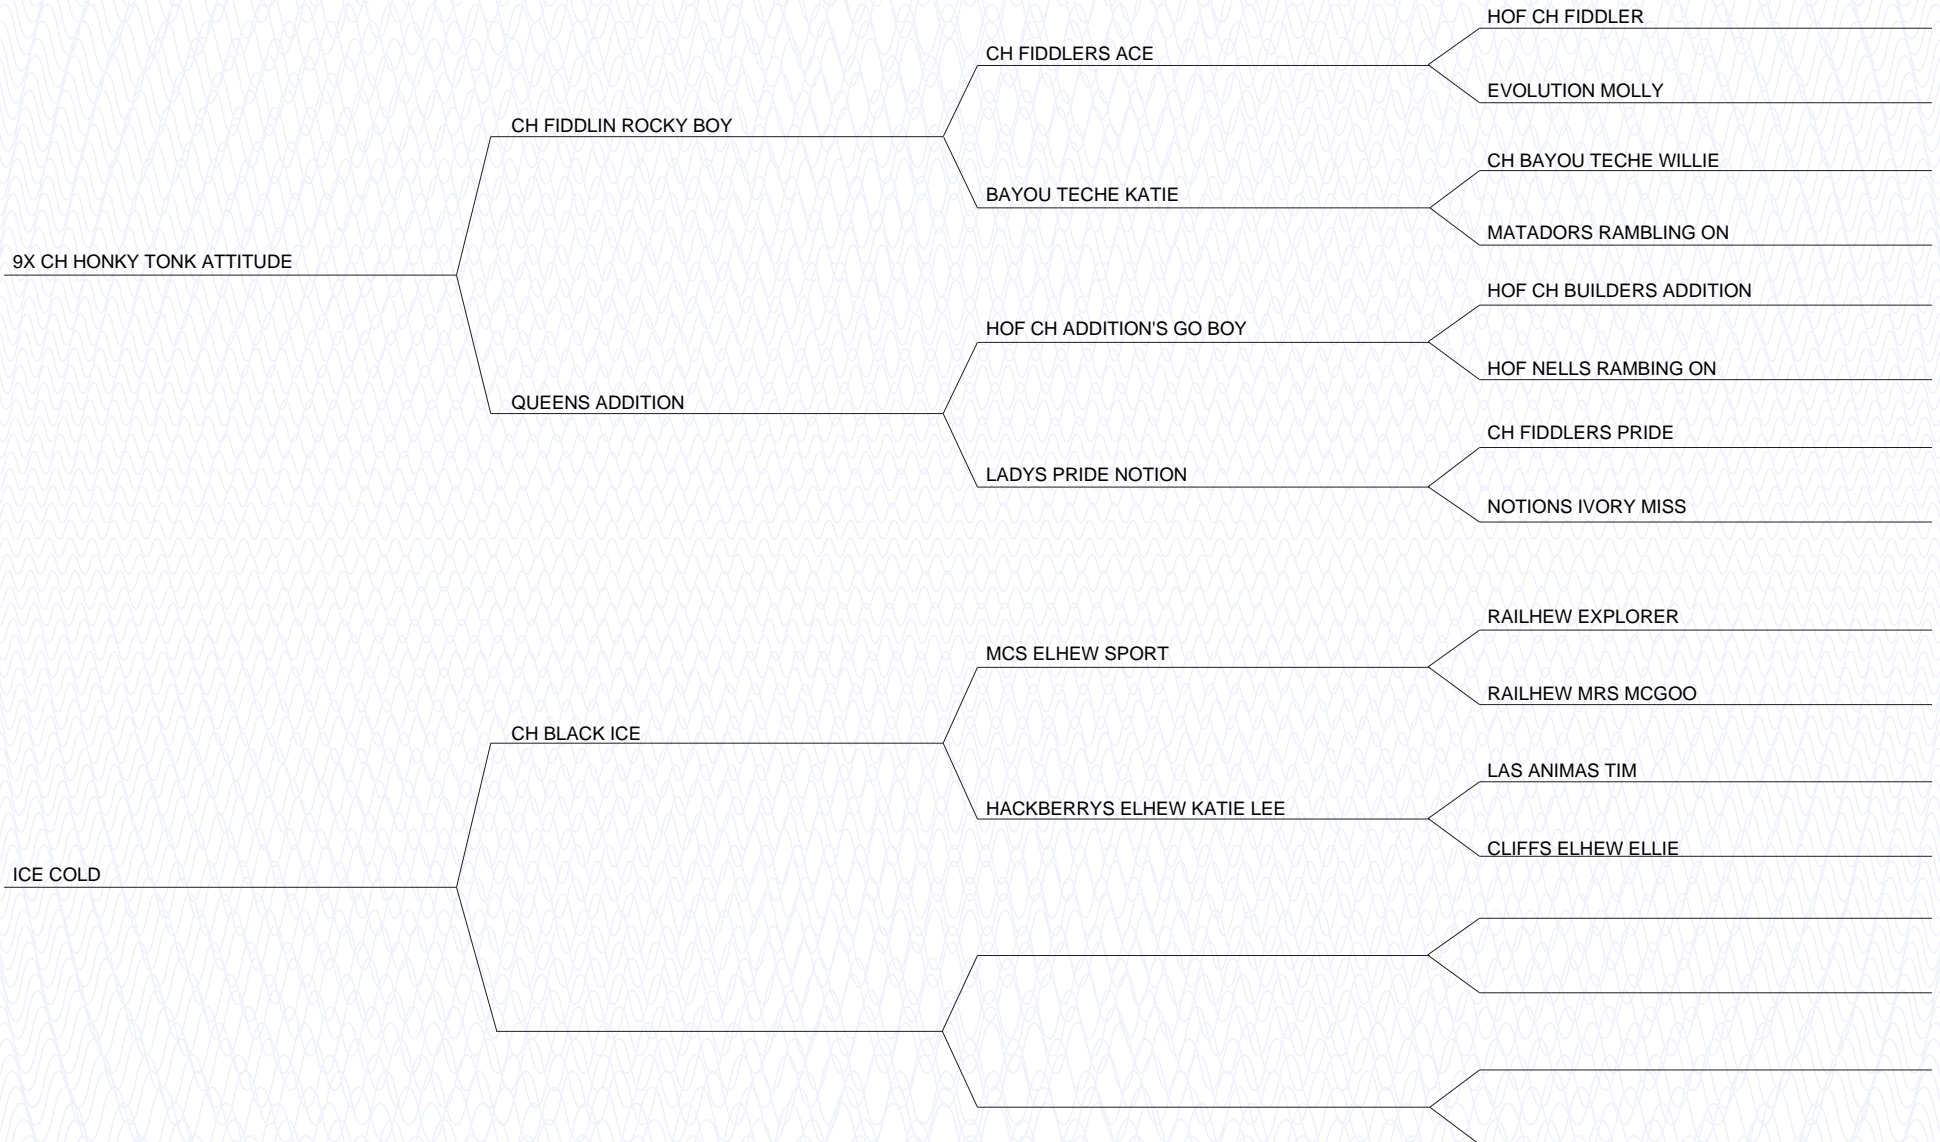 HOF CH FIDDLER
CH FIDDLERS ACE
EVOLUTION MOLLY
CH FIDDLIN ROCKY BOY
CH BAYOU TECHE WILLIE
BAYOU TECHE KATIE
MATADORS RAMBLING ON
9X CH HONKY TONK ATTITUDE
HOF CH BUILDERS ADDITION
HOF CH ADDITION'S GO BOY
HOF NELLS RAMBING ON
QUEENS ADDITION
CH FIDDLERS PRIDE
LADYS PRIDE NOTION
NOTIONS IVORY MISS
RAILHEW EXPLORER
MCS ELHEW SPORT
RAILHEW MRS MCGOO
CH BLACK ICE
LAS ANIMAS TIM
HACKBERRYS ELHEW KATIE LEE
CLIFFS ELHEW ELLIE
ICE COLD